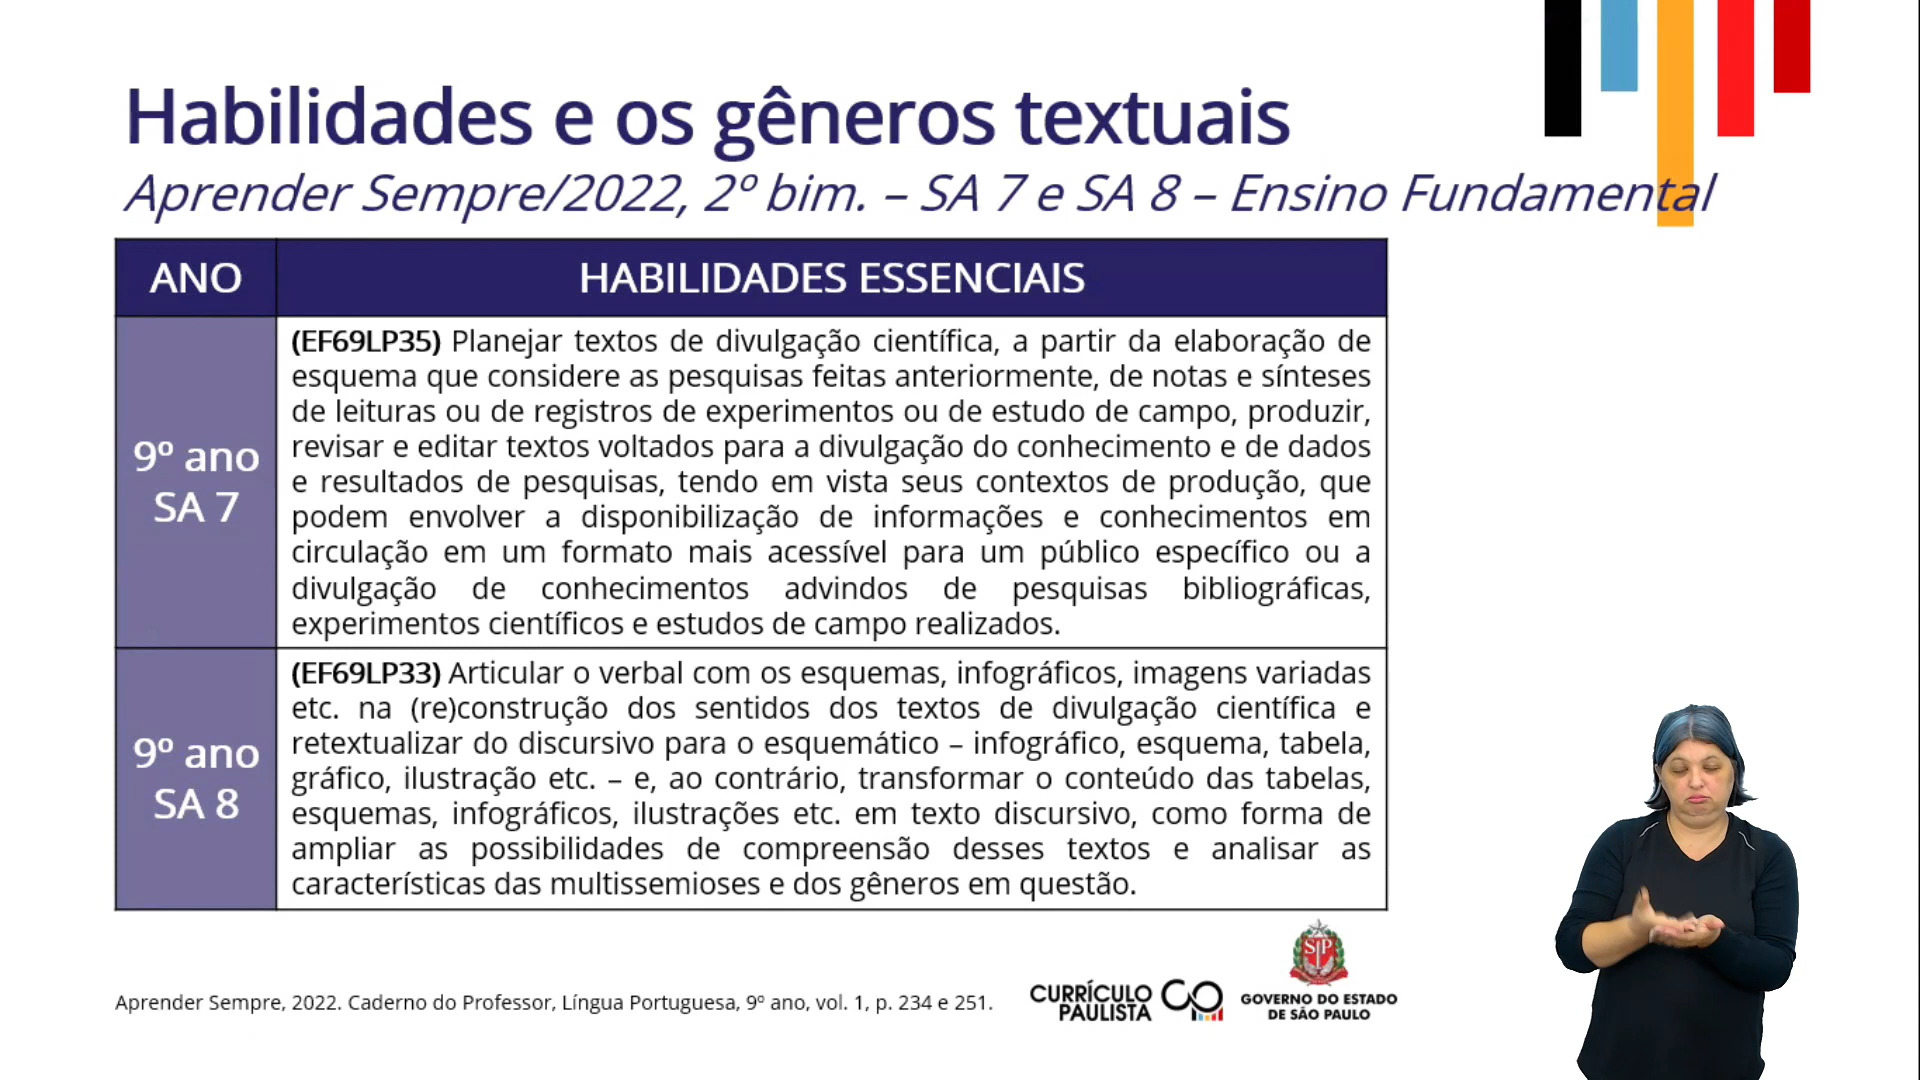 Habilidades e os gêneros textuais
Aprender Sempre/2022, 2º bim. – SA 7 e SA 8 – Ensino Fundamental
ANO
HABILIDADES ESSENCIAIS
9º ano
SA 7
(EF69LP35) Planejar textos de divulgação científica, a partir da elaboração de
esquema que considere as pesquisas feitas anteriormente, de notas e sínteses
de leituras ou de registros de experimentos ou de estudo de campo, produzir,
revisar e editar textos voltados para a divulgação do conhecimento e de dados
e resultados de pesquisas, tendo em vista seus contextos de produção, que
podem envolver a disponibilização de informações e conhecimentos em
circulação em um formato mais acessível para um público específico ou a
divulgação de conhecimentos advindos de pesquisas bibliográficas,
experimentos científicos e estudos de campo realizados.
9º ano
SA 8
(EF69LP33) Articular o verbal com os esquemas, infográficos, imagens variadas
etc. na (re)construção dos sentidos dos textos de divulgação científica e
retextualizar do discursivo para o esquemático – infográfico, esquema, tabela,
gráfico, ilustração etc. – e, ao contrário, transformar o conteúdo das tabelas,
esquemas, infográficos, ilustrações etc. em texto discursivo, como forma de
ampliar as possibilidades de compreensão desses textos e analisar as
características das multissemioses e dos gêneros em questão.
Aprender Sempre, 2022. Caderno do Professor, Língua Portuguesa, 9º ano, vol. 1, p. 234 e 251.
CURRÍCULO
PAULISTA
SP
GOVERNO DO ESTADO
DE SÃO PAULO